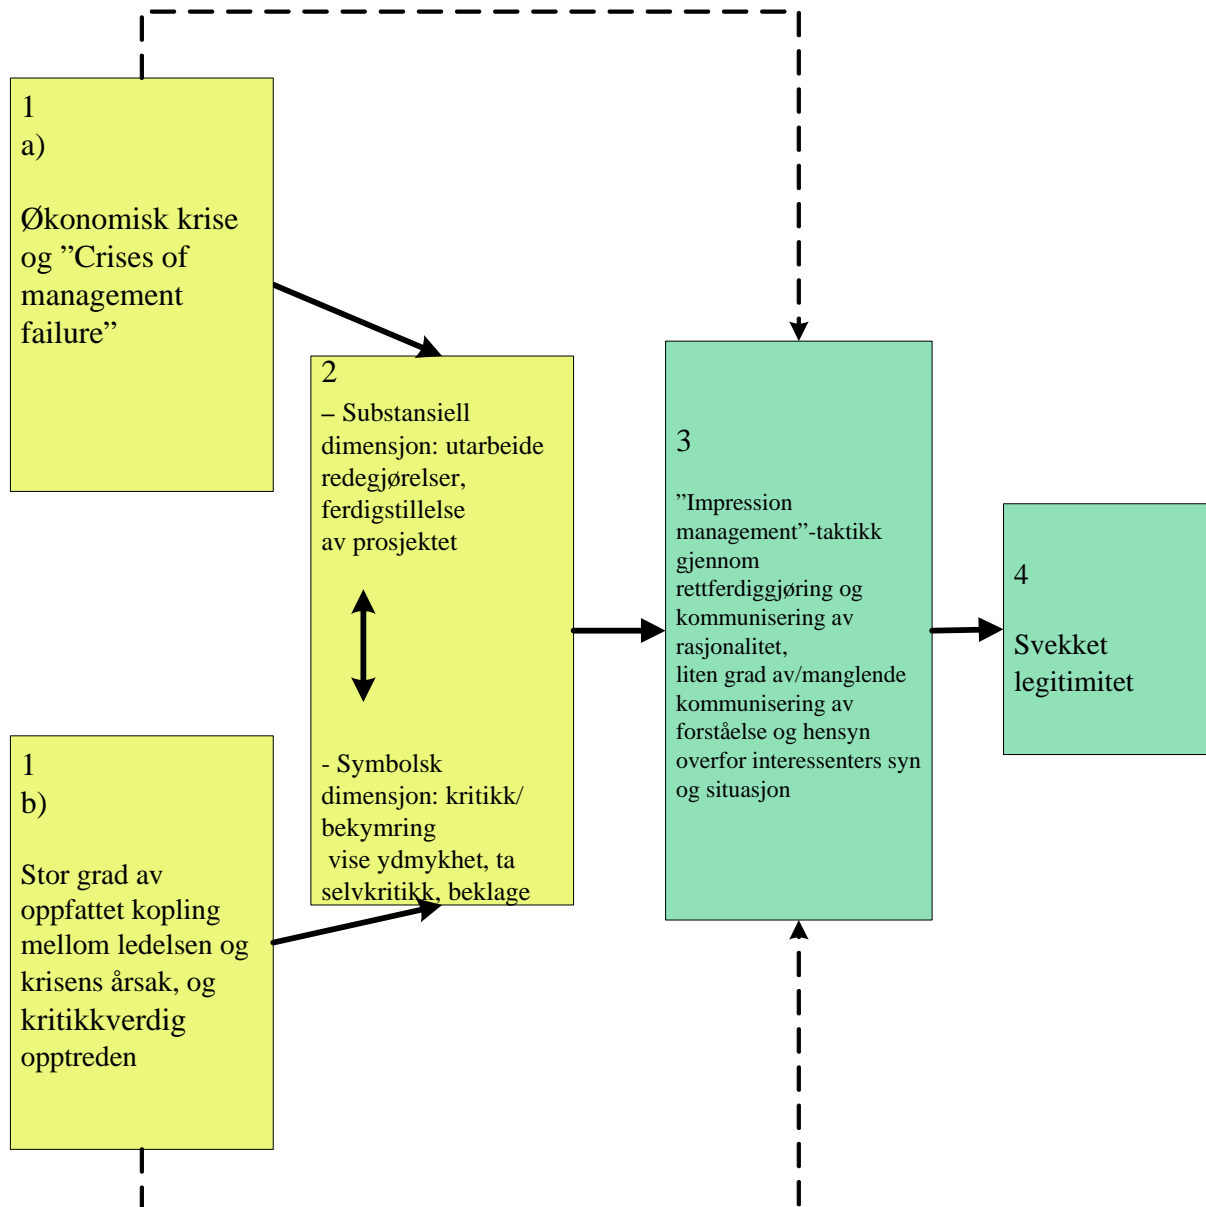 1
a)
Økonomisk krise
og ”Crises of
management
failure”
2
– Substansiell
dimensjon: utarbeide
redegjørelser,
ferdigstillelse
av prosjektet
- Symbolsk
dimensjon: kritikk/
bekymring
vise ydmykhet, ta
selvkritikk, beklage
1
b)
Stor grad av
oppfattet kopling
mellom ledelsen og
krisens årsak, og
kritikkverdig
opptreden
3
”Impression
management”-taktikk
gjennom
rettferdiggjøring og
kommunisering av
rasjonalitet,
liten grad av/manglende
kommunisering av
forståelse og hensyn
overfor interessenters syn
og situasjon
4
Svekket
legitimitet